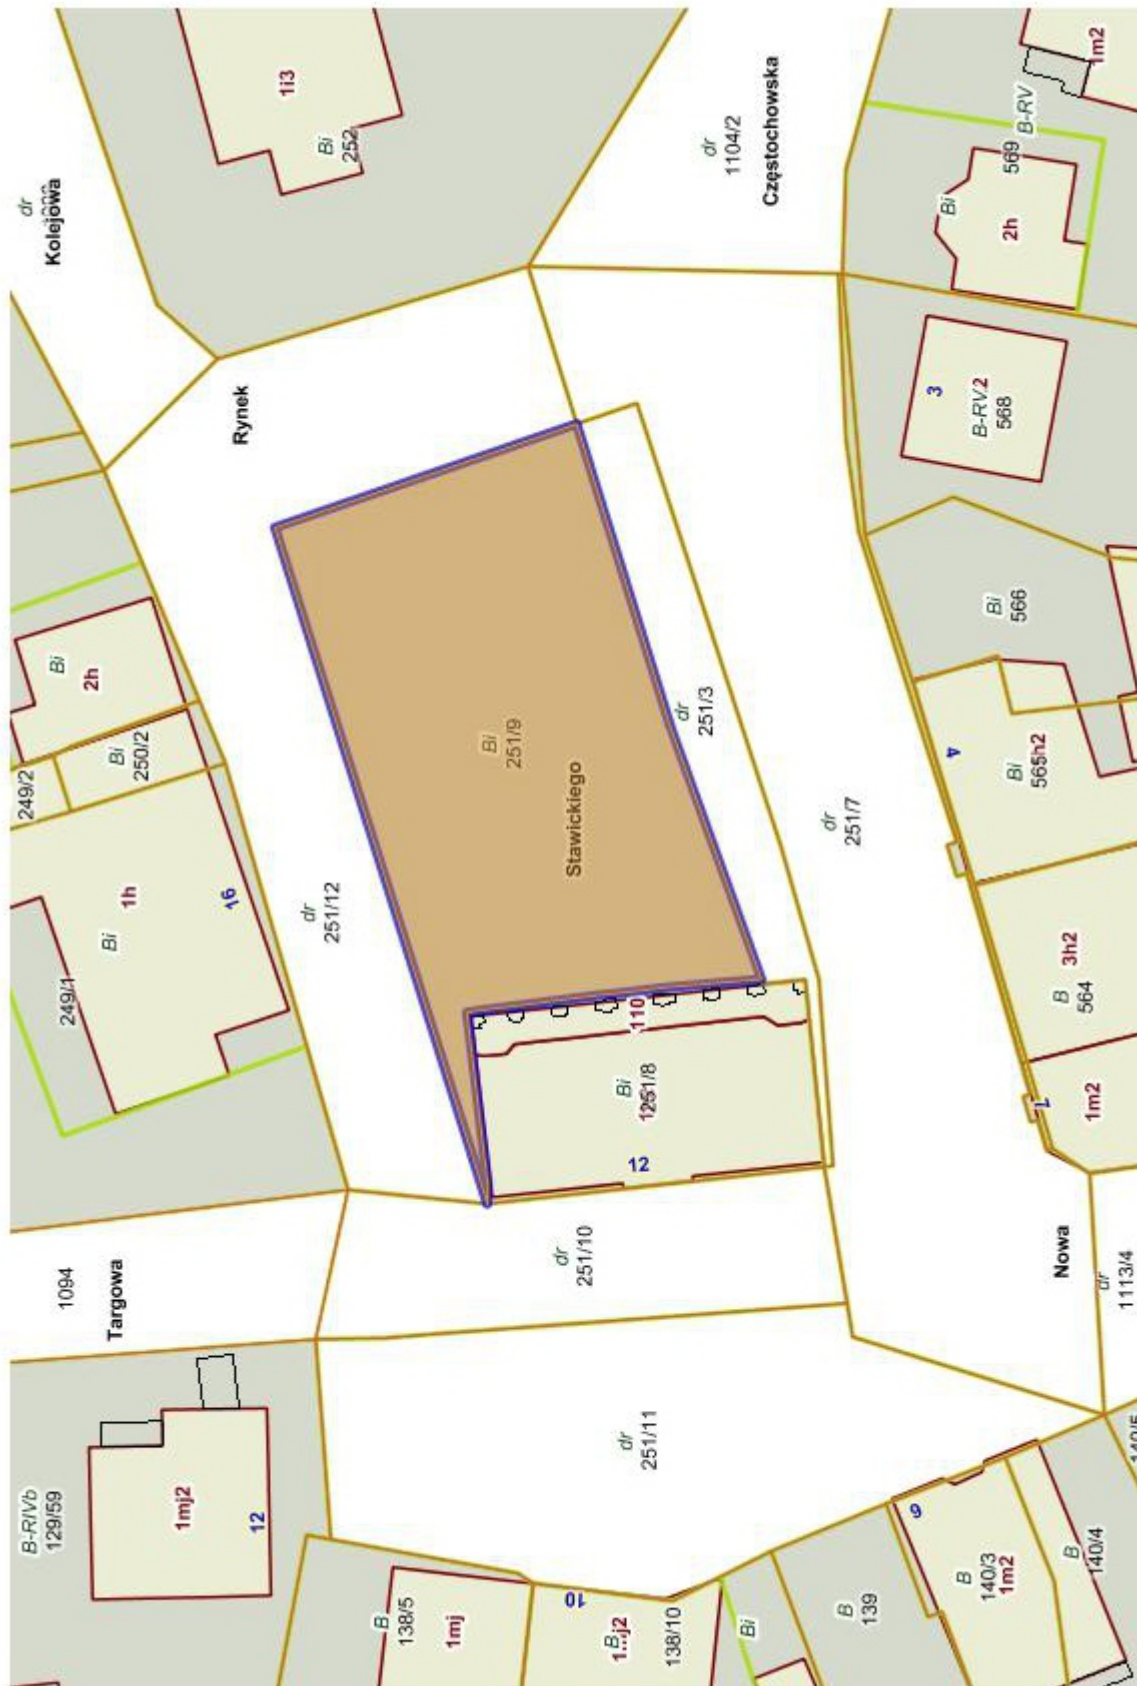 1i3
Bi
252
1m2
dr
Kolejowa
dr
1104/2
Częstochowska
B-RV
569
Bi
2h
Rynek
3
B-RV.2
568
Bi
566
Bi
2h
Bi
250/2
249/2
Bi
251/9
Stawickiego
dr
251/3
4
Bi
565h2
dr
251/7
1h
Bi
16
249/1
dr
251/12
3h2
B
564
110
Bi
12
7
1m2
dr
251/10
Nowa
dr
1113/4
1094
Targowa
B-RIVb
129/59
1mj2
12
dr
251/11
9
B
140/3
1m2
B
140/4
B
138/5
1mj
10
B
1...j2
138/10
Bi
B
139